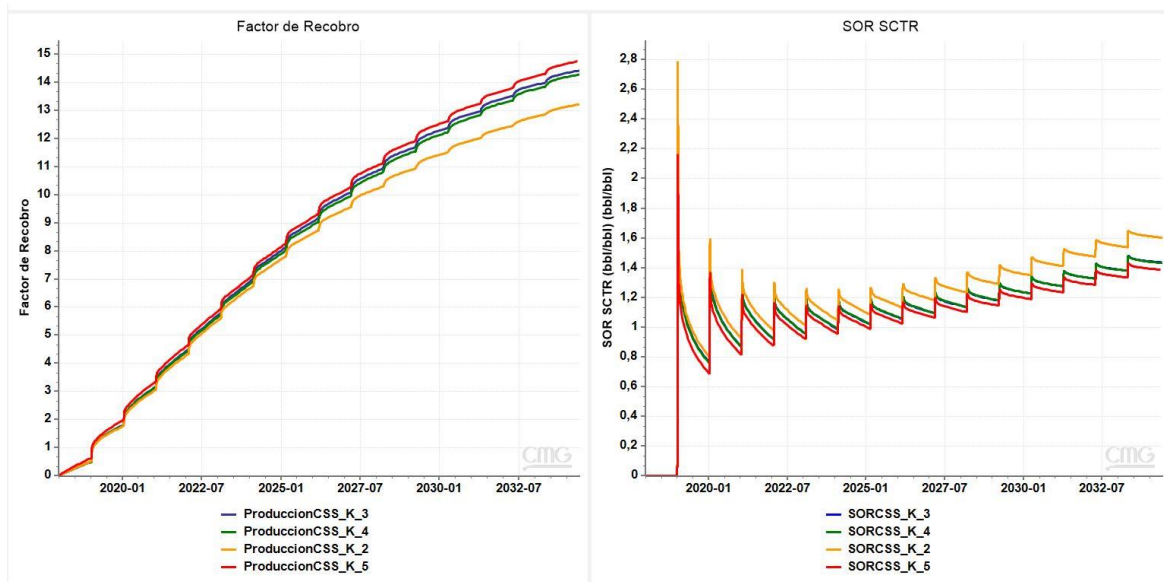 Factor de Recobro
15
14
13
12
11
10
9
8
7
6
5
4
3
2
1
0
Factor de Recobro
2020-01 2022-07 2025-01 2027-07 2030-01 2032-07
CMG
ProduccionCSS_K_3
ProduccionCSS_K_4
ProduccionCSS_K_2
ProduccionCSS_K_5
SOR SCTR
2,8
2,6
2,4
2,2
2
1,8
1,6
1,4
1,2
1
0,8
0,6
0,4
0,2
0,0
SOR SCTR (bbl/bbl) (bbl/bbl)
2020-01 2022-07 2025-01 2027-07 2030-01 2032-07
CMG
SORCSS_K_3
SORCSS_K_4
SORCSS_K_2
SORCSS_K_5